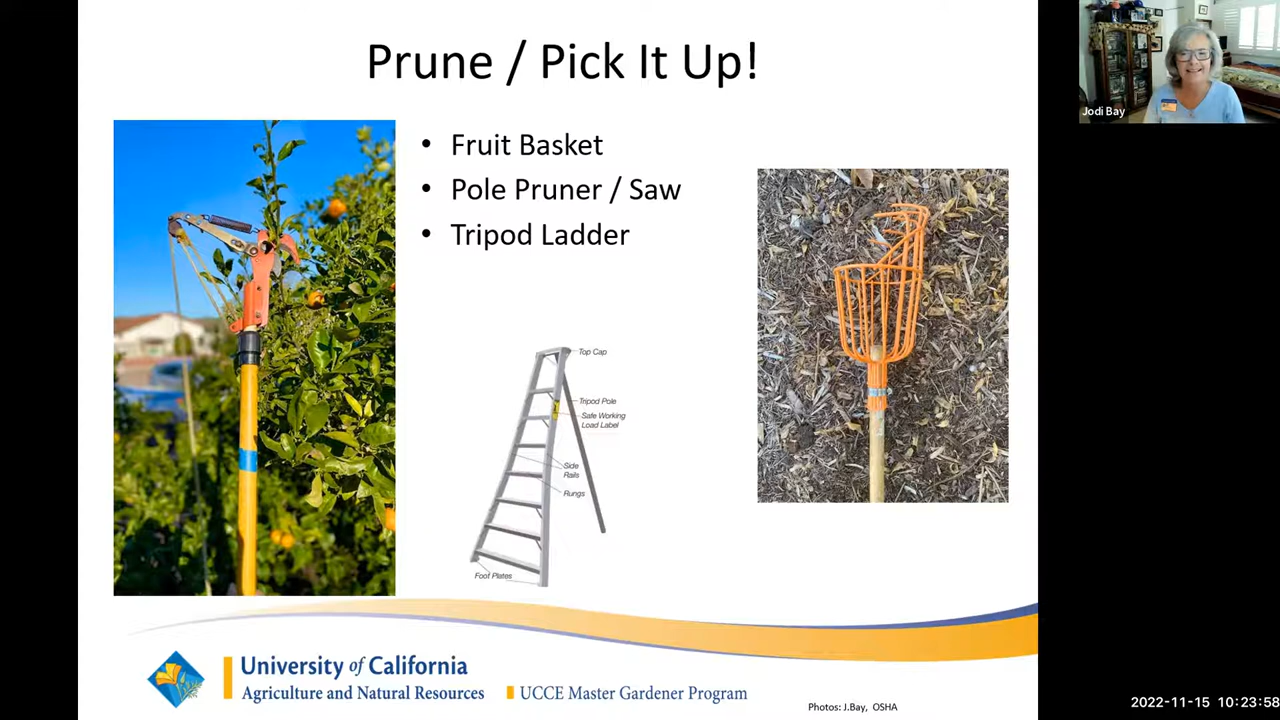 Prune / Pick It Up!
Jodi Bay
• Fruit Basket
• Pole Pruner / Saw
• Tripod Ladder
Top Cap
Tripod Pole
Safe Working
Load Label
Side
Rails
Rungs
Foot Plates
University of California
Agriculture and Natural Resources
UCCE Master Gardener Program
Photos: J.Bay, OSHA
2022-11-15 10:23:58